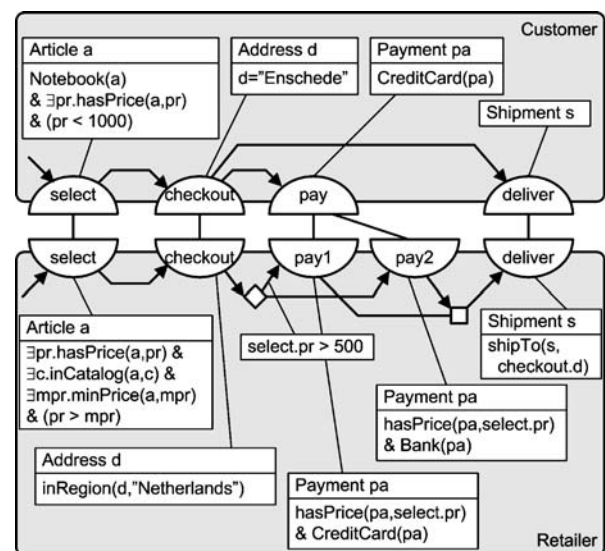 Customer
Article a
Notebook(a)
& ∃pr.hasPrice(a,pr)
& (pr < 1000)
Address d
d="Enschede"
Payment pa
CreditCard(pa)
Shipment s
select
checkout
pay
deliver
select
checkout
pay1
pay2
deliver
Article a
∃pr.hasPrice(a,pr) &
∃c.inCatalog(a,c) &
∃mpr.minPrice(a,mpr)
& (pr > mpr)
select.pr > 500
Shipment s
shipTo(s,
checkout.d)
Payment pa
hasPrice(pa,select.pr)
& Bank(pa)
Address d
inRegion(d,"Netherlands")
Payment pa
hasPrice(pa,select.pr)
& CreditCard(pa)
Retailer